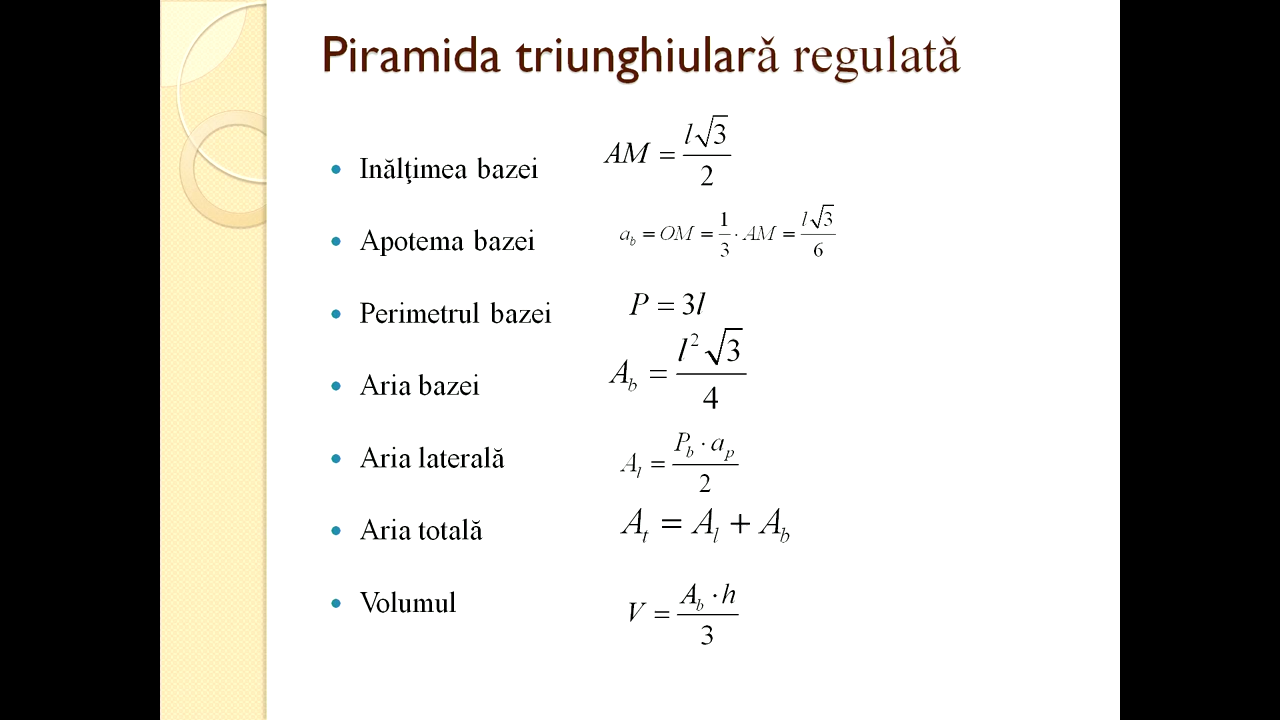 Piramida triunghiularǎ regulatǎ
• Inălţimea bazei AM = l√3/2
• Apotema bazei a_b = OM = 1/3 · AM = l√3/6
• Perimetrul bazei P = 3l
• Aria bazei A_b = l²√3/4
• Aria laterală A_l = P_b · a_p/2
• Aria totală A_t = A_l + A_b
• Volumul V = A_b · h/3